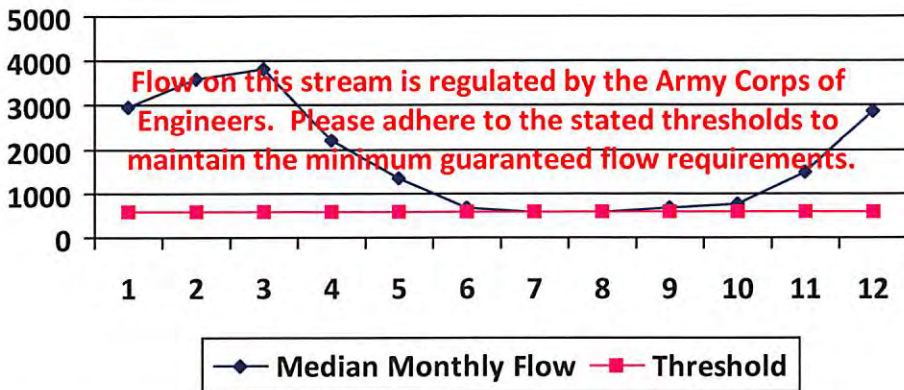 5000
4000
3000
2000
1000
0
Flow on this stream is regulated by the Army Corps of
Engineers. Please adhere to the stated thresholds to
maintain the minimum guaranteed flow requirements.
1 2 3 4 5 6 7 8 9 10 11 12
Median Monthly Flow Threshold